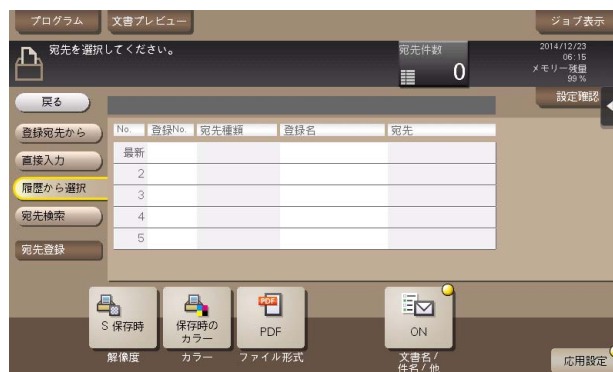 プログラム 文書プレビュー ジョブ表示
宛先を選択してください。 宛先件数 2014/12/23
06:15
0 メモリー残量
99 %
戻る 設定確認
登録宛先から No. 登録No. 宛先種類 登録名 宛先
直接入力 最新
2
履歴から選択 3
宛先検索 4
5
宛先登録
S 保存時 保存時の
カラー PDF ON
解像度 カラー ファイル形式 文書名/
件名/他
応用設定